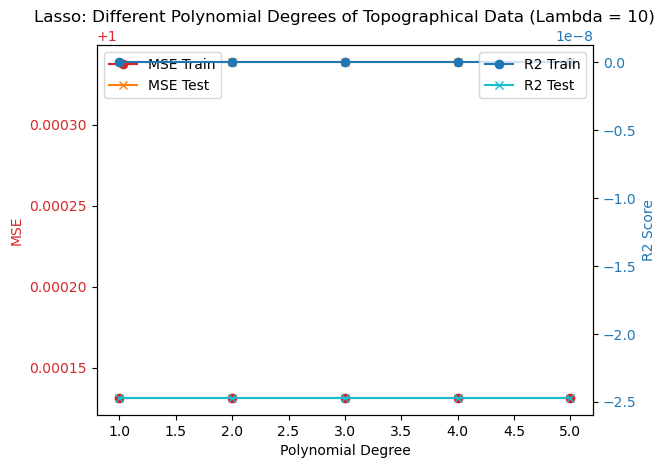 Lasso: Different Polynomial Degrees of Topographical Data (Lambda = 10)
+1
1e−8
MSE Train
MSE Test
R2 Train
R2 Test
0.00030
0.00025
0.00020
0.00015
MSE
0.0
−0.5
−1.0
−1.5
−2.0
−2.5
R2 Score
1.0 1.5 2.0 2.5 3.0 3.5 4.0 4.5 5.0
Polynomial Degree